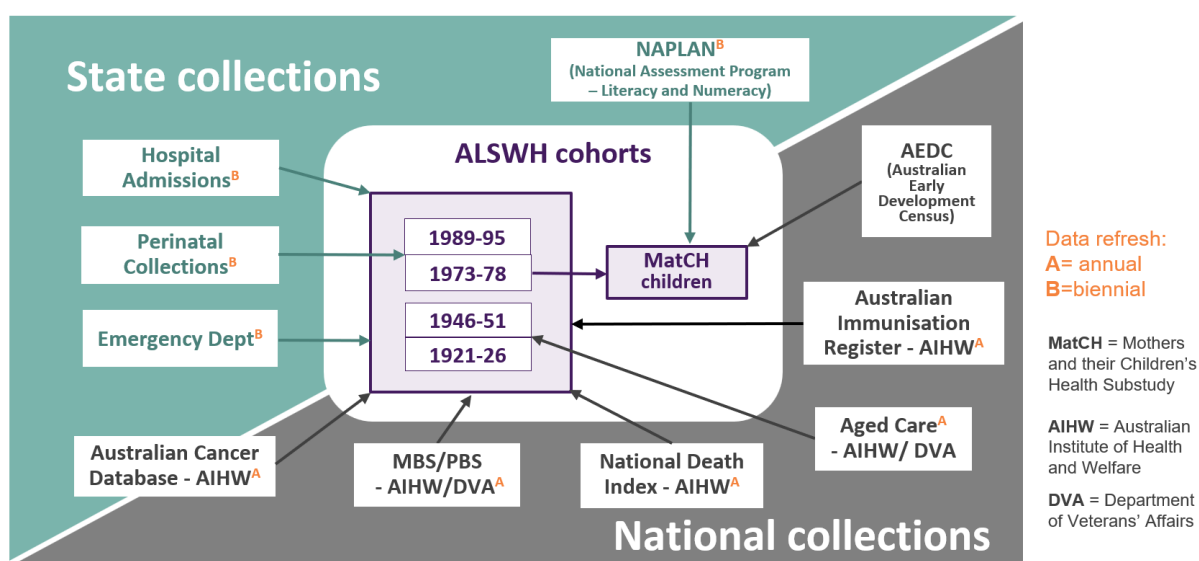 State collections
NAPLANᴮ
(National Assessment Program
– Literacy and Numeracy)
ALSWH cohorts
Hospital
Admissionsᴮ
Perinatal
Collectionsᴮ
Emergency Deptᴮ
1989-95
1973-78
1946-51
1921-26
MatCH
children
AEDC
(Australian
Early
Development
Census)
Australian
Immunisation
Register - AIHWᴬ
Aged Careᴬ
- AIHW/ DVA
Australian Cancer
Database - AIHWᴬ
MBS/PBS
- AIHW/DVAᴬ
National Death
Index - AIHWᴬ
National collections
Data refresh:
A= annual
B=biennial
MatCH = Mothers
and their Children’s
Health Substudy
AIHW = Australian
Institute of Health
and Welfare
DVA = Department
of Veterans’ Affairs